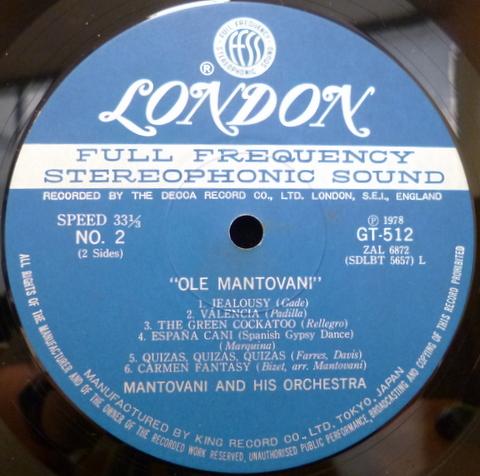 FULL FREQUENCY
FFSS
STEREOPHONIC SOUND
®
LONDON
FULL FREQUENCY
STEREOPHONIC SOUND
RECORDED BY THE DECCA RECORD CO., LTD. LONDON, S.E.I., ENGLAND
SPEED 33⅓
NO. 2
(2 Sides)
Ⓟ 1978
GT-512
ZAL 6872
(SDLBT 5657) L
"OLE MANTOVANI"
1. JEALOUSY (Gade)
2. VALENCIA (Padilla)
3. THE GREEN COCKATOO (Rellegro)
4. ESPAÑA CANI (Spanish Gypsy Dance)
(Marquina)
5. QUIZAS, QUIZAS, QUIZAS (Farres, Davis)
6. CARMEN FANTASY (Bizet, arr. Mantovani)
MANTOVANI AND HIS ORCHESTRA
MANUFACTURED BY KING RECORD CO., LTD. TOKYO, JAPAN
ALL RIGHTS OF THE MANUFACTURER AND OF THE OWNER OF THE RECORDED WORK RESERVED. UNAUTHORISED PUBLIC PERFORMANCE, BROADCASTING AND COPYING OF THIS RECORD PROHIBITED